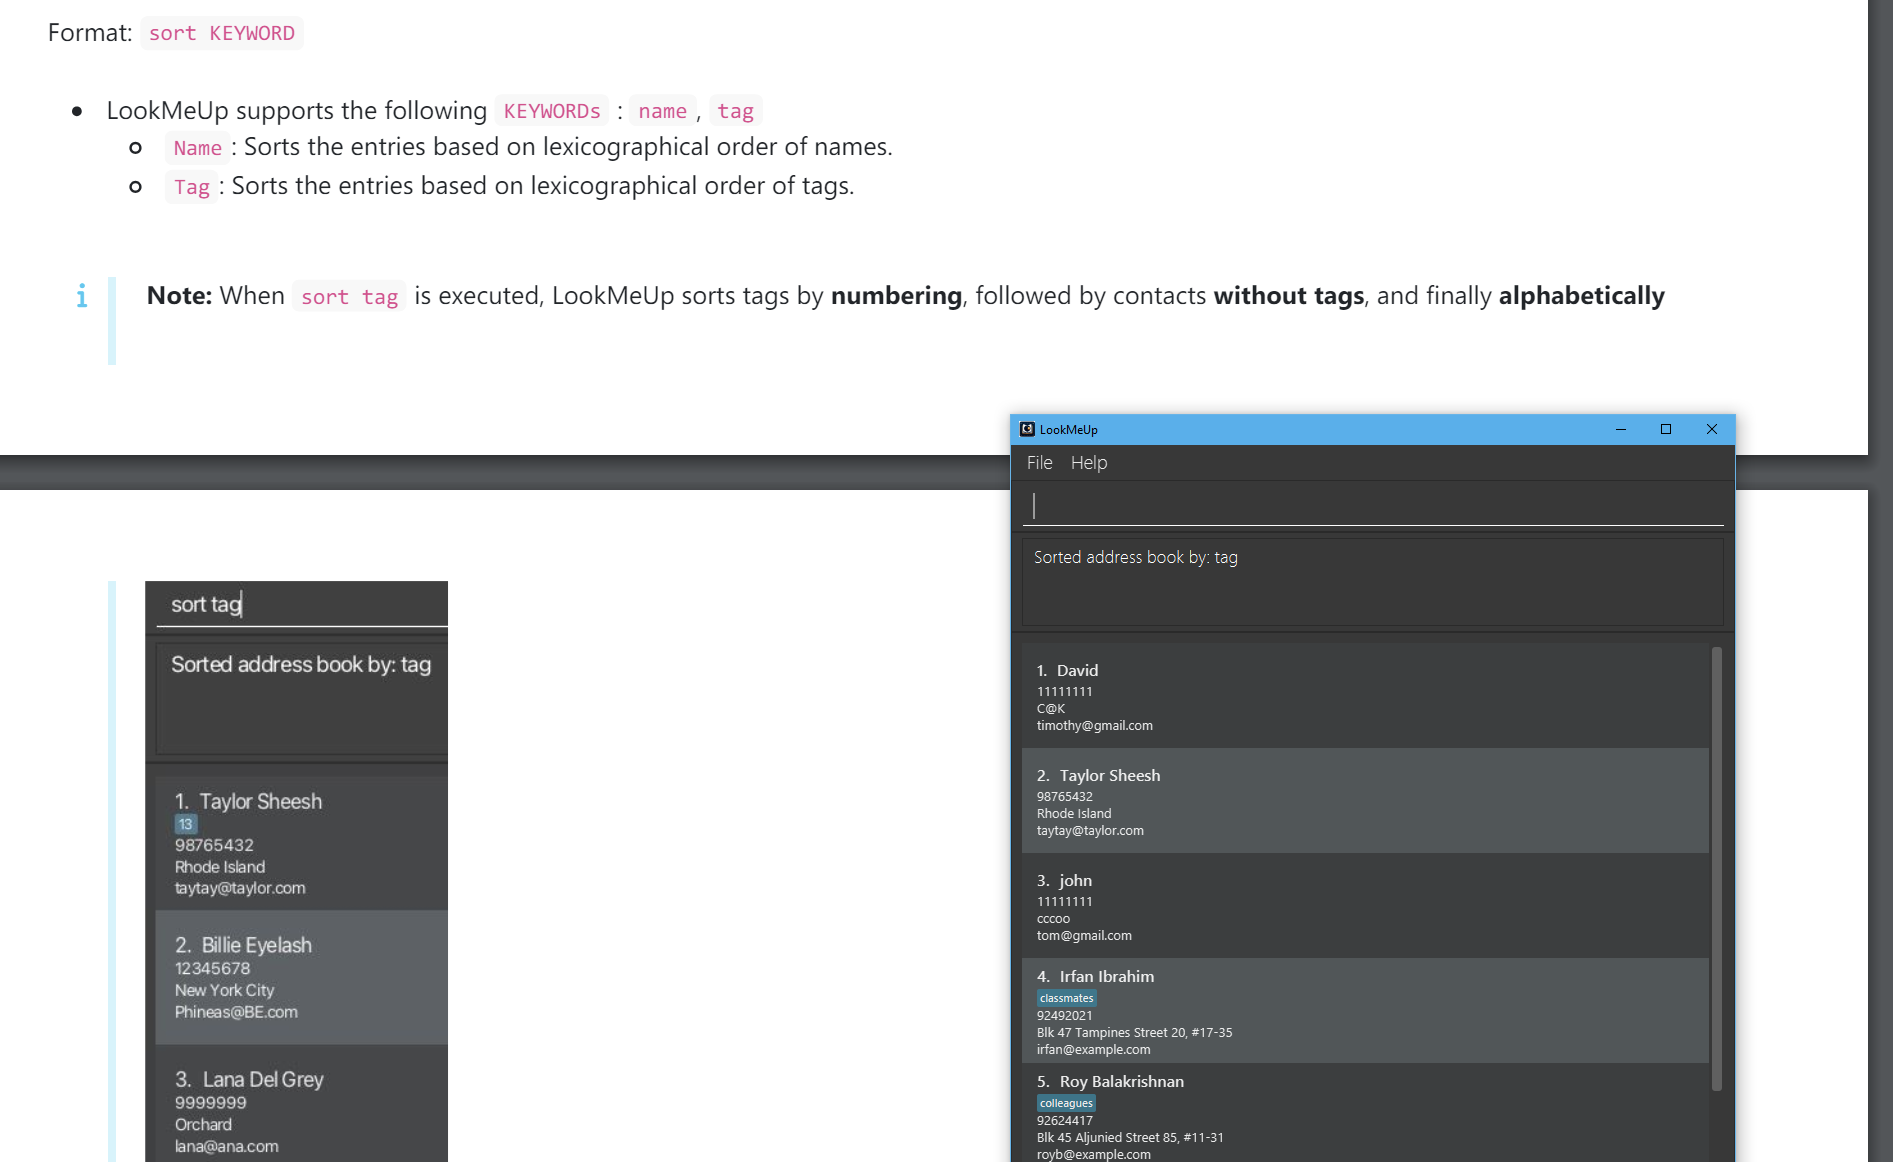 Format: sort KEYWORD
LookMeUp supports the following KEYWORDs : name , tag
Name : Sorts the entries based on lexicographical order of names.
Tag : Sorts the entries based on lexicographical order of tags.
i Note: When sort tag is executed, LookMeUp sorts tags by numbering, followed by contacts without tags, and finally alphabetically
sort tag
Sorted address book by: tag
1. Taylor Sheesh
13
98765432
Rhode Island
taytay@taylor.com
2. Billie Eyelash
12345678
New York City
Phineas@BE.com
3. Lana Del Grey
9999999
Orchard
lana@ana.com
LookMeUp
File Help
Sorted address book by: tag
1. David
11111111
C@K
timothy@gmail.com
2. Taylor Sheesh
98765432
Rhode Island
taytay@taylor.com
3. john
11111111
cccoo
tom@gmail.com
4. Irfan Ibrahim
classmates
92492021
Blk 47 Tampines Street 20, #17-35
irfan@example.com
5. Roy Balakrishnan
colleagues
92624417
Blk 45 Aljunied Street 85, #11-31
royb@example.com